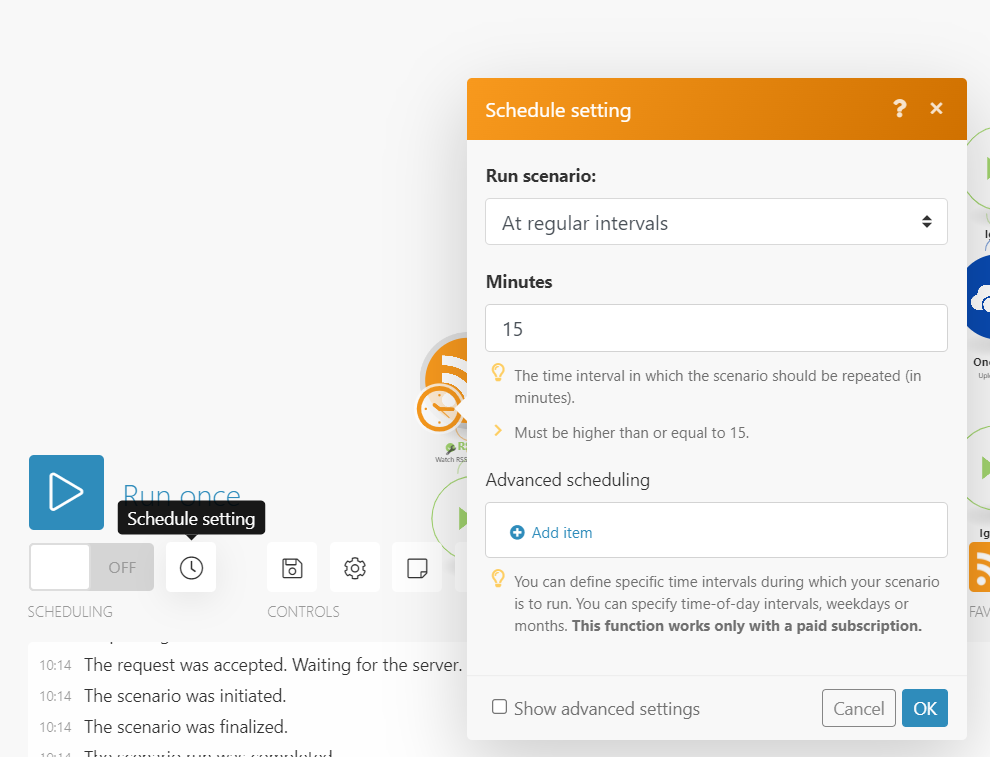 Schedule setting
?
×
Run scenario:
At regular intervals
Minutes
15
The time interval in which the scenario should be repeated (in
minutes).
Must be higher than or equal to 15.
Advanced scheduling
Add item
You can define specific time intervals during which your scenario
is to run. You can specify time-of-day intervals, weekdays or
months. This function works only with a paid subscription.
Show advanced settings
Cancel
OK
Watch RSS
Run once
Schedule setting
OFF
SCHEDULING
CONTROLS
10:14 The request was accepted. Waiting for the server.
10:14 The scenario was initiated.
10:14 The scenario was finalized.
10:14 The scenario run was completed.